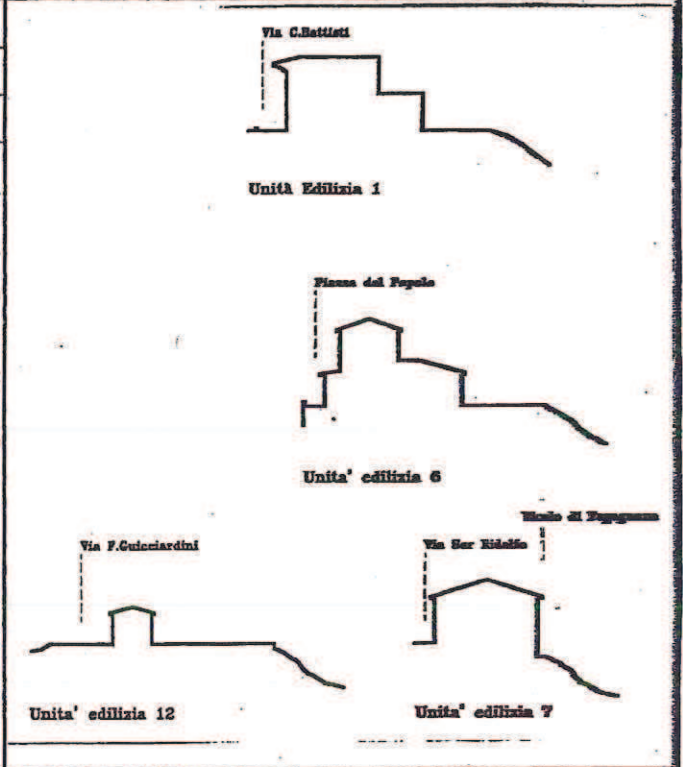 Via C.Battisti
Unità Edilizia 1
Piazza del Popolo
Unita' edilizia 6
Via F.Guicciardini
Via Ser Ridolfo
Vicolo di
Unita' edilizia 12
Unita' edilizia 7